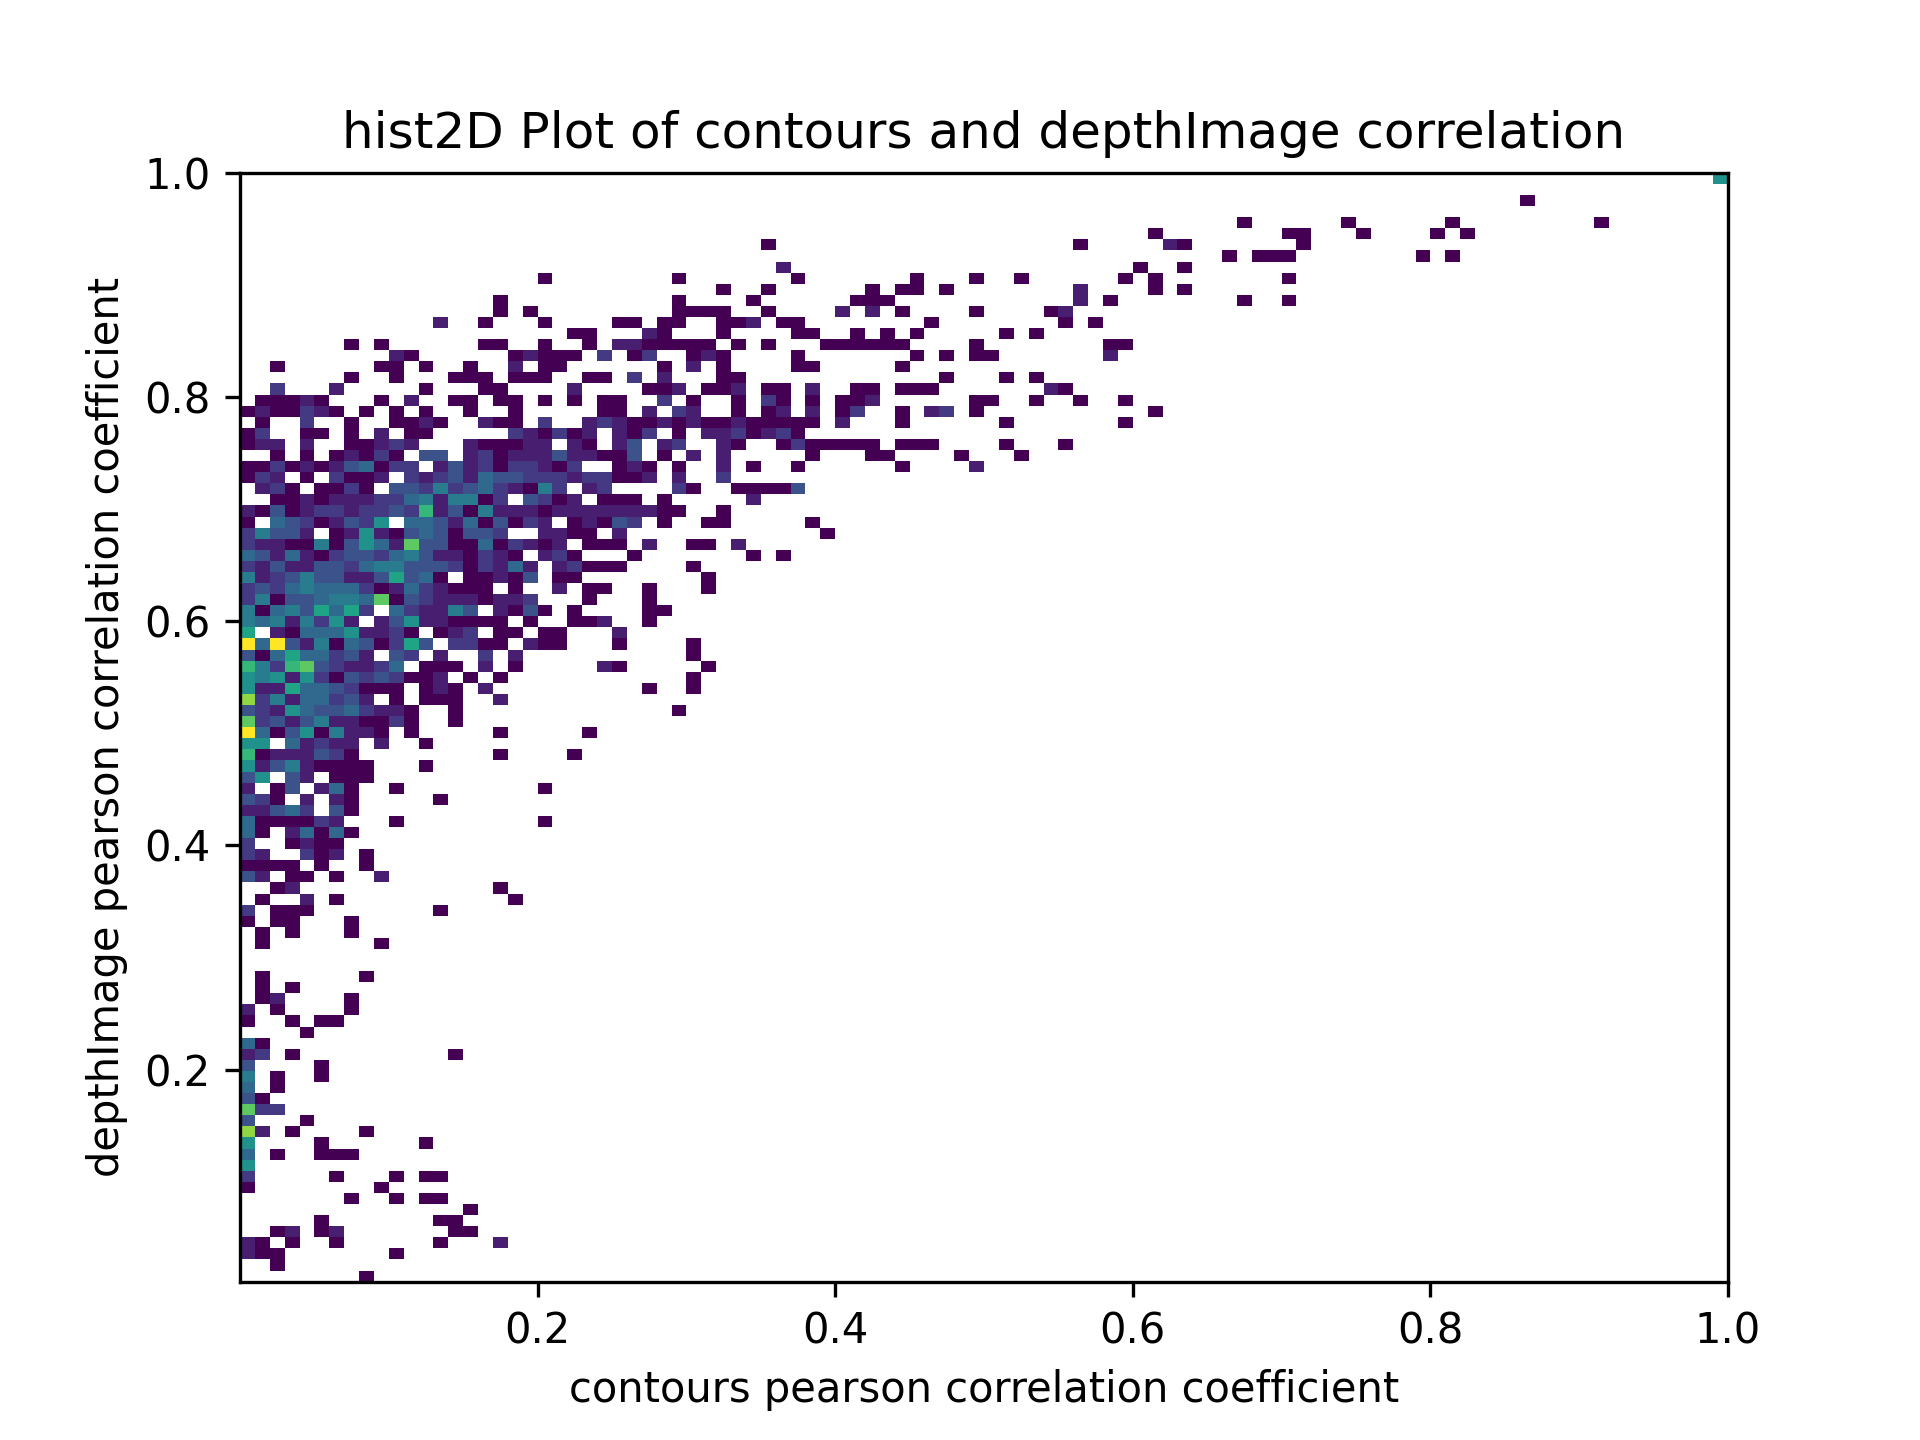 hist2D Plot of contours and depthImage correlation
1.0
0.8
0.6
0.4
0.2
depthImage pearson correlation coefficient
0.2 0.4 0.6 0.8 1.0
contours pearson correlation coefficient